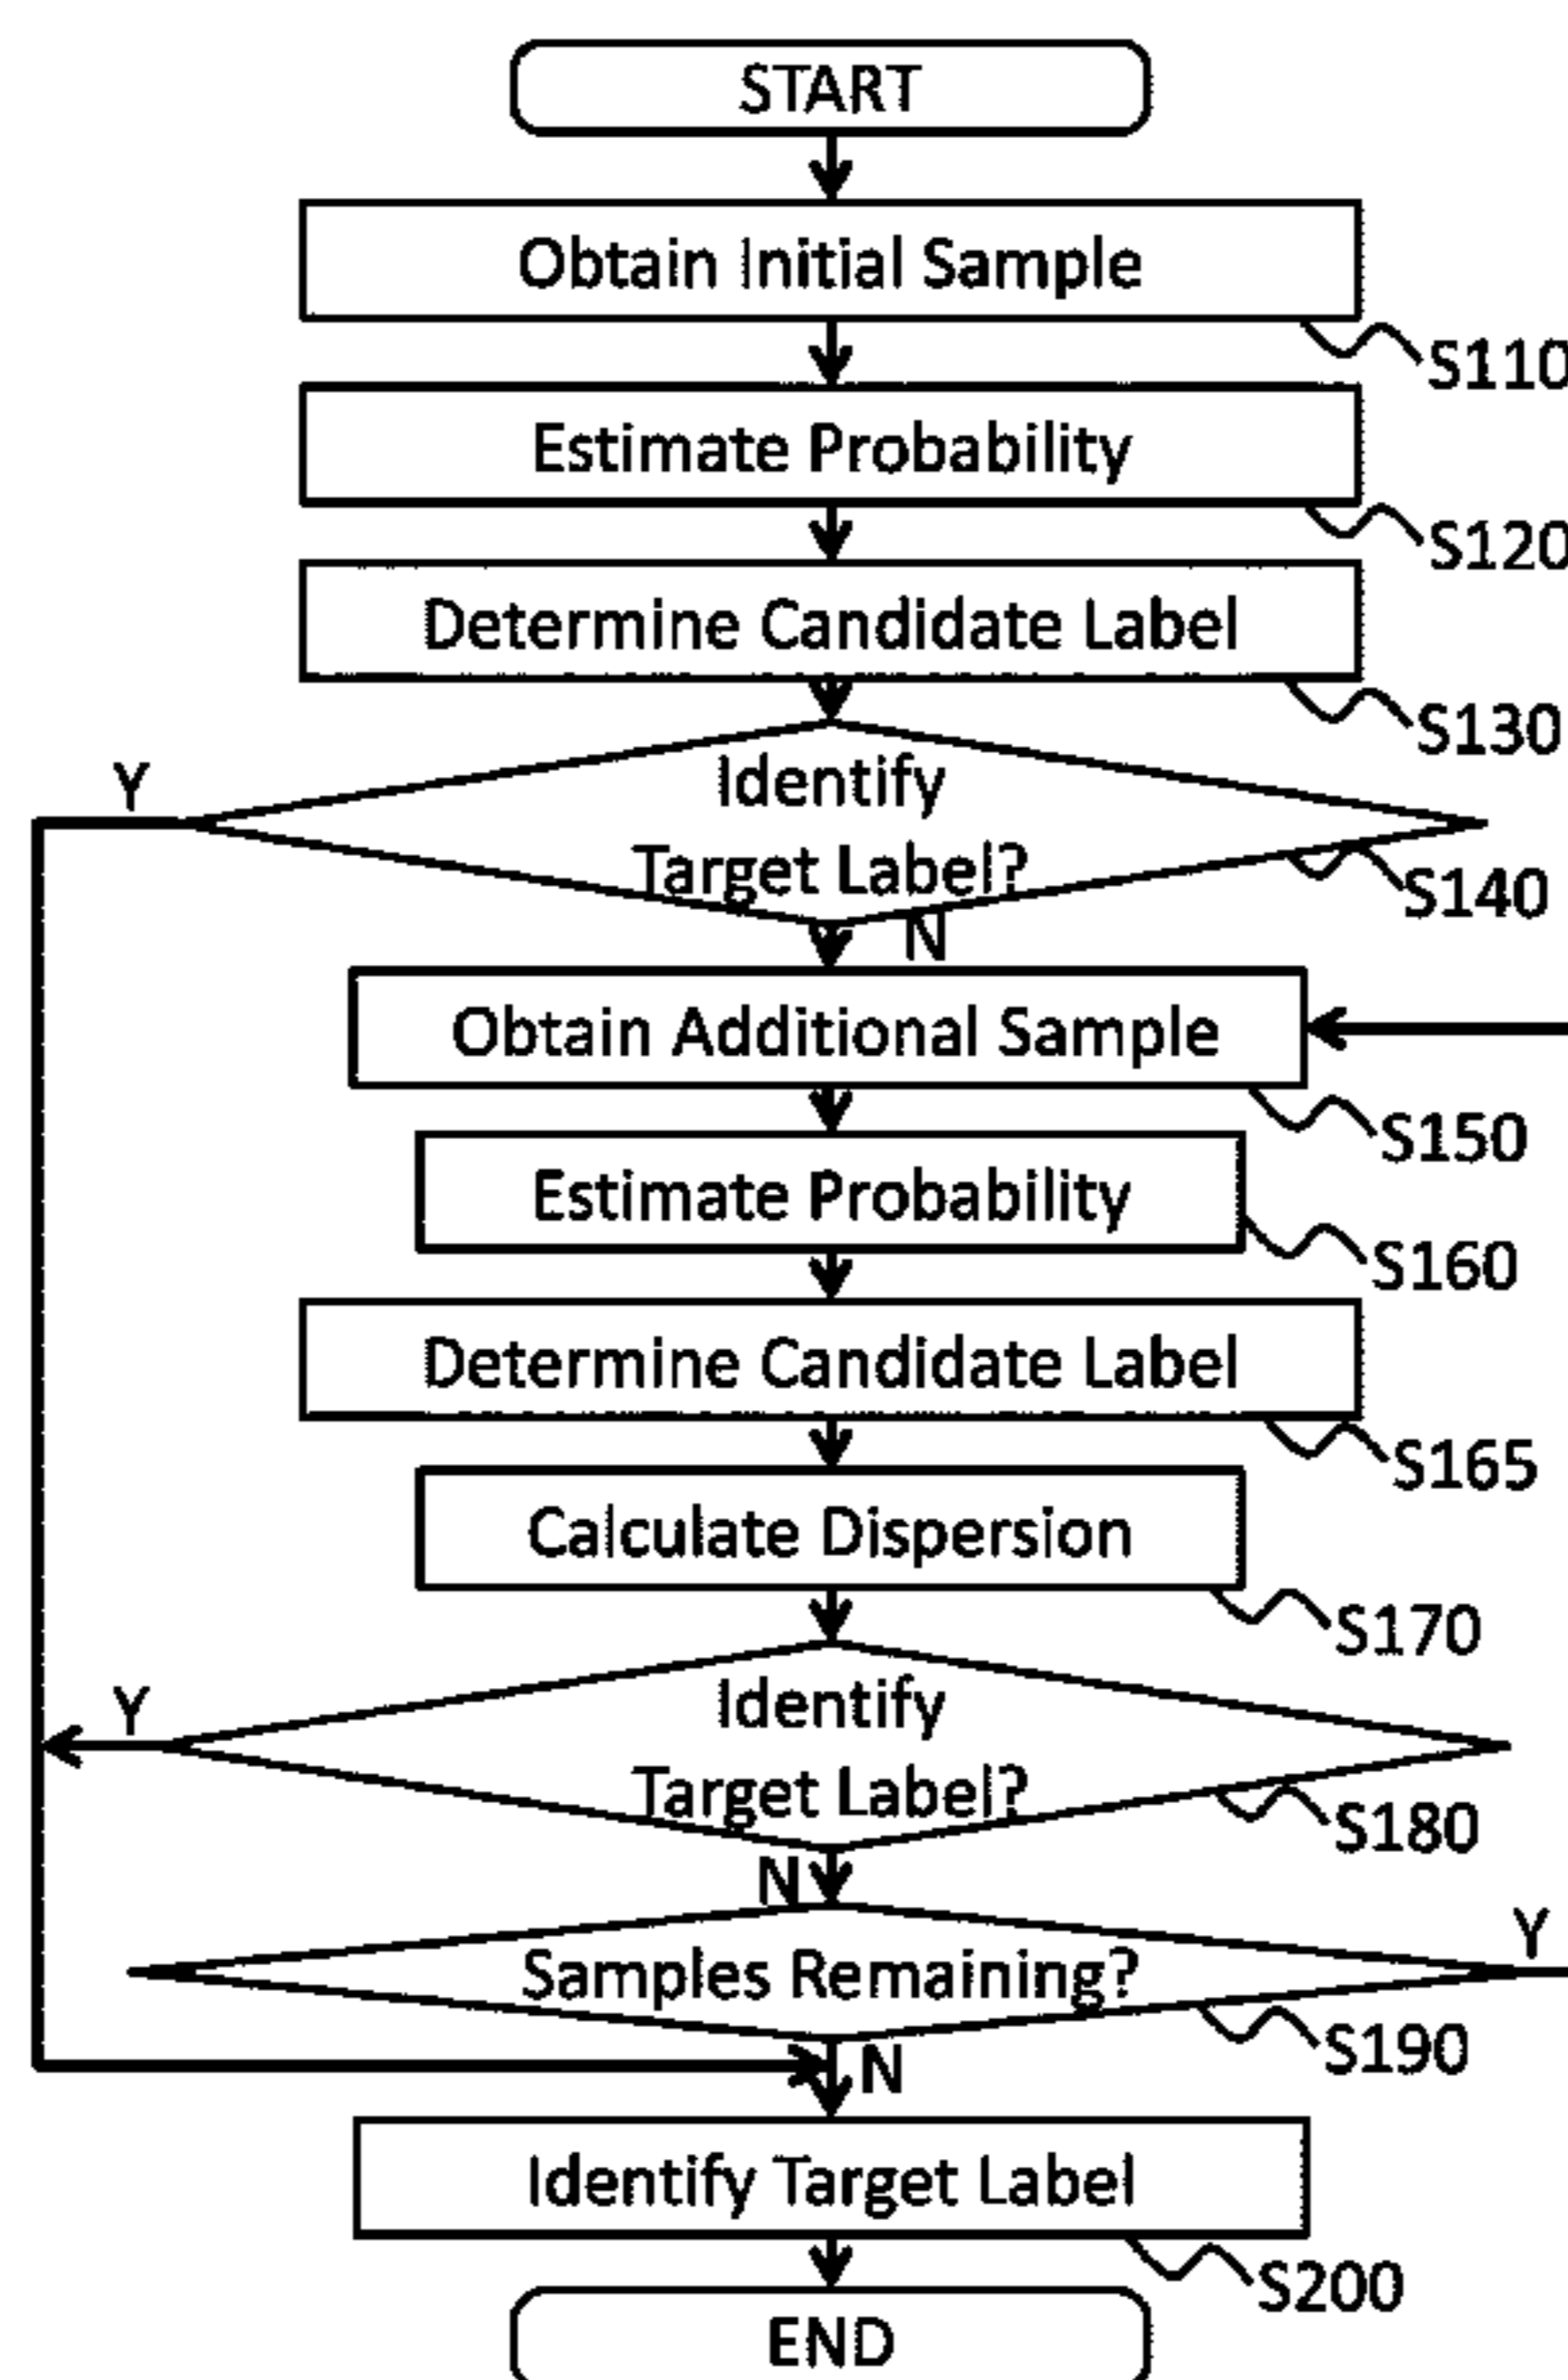 START
Obtain Initial Sample
S110
Estimate Probability
S120
Determine Candidate Label
S130
Y
Identify
Target Label?
S140
N
Obtain Additional Sample
S150
Estimate Probability
S160
Determine Candidate Label
S165
Calculate Dispersion
S170
Y
Identify
Target Label?
S180
N
Y
Samples Remaining?
S190
N
Identify Target Label
S200
END